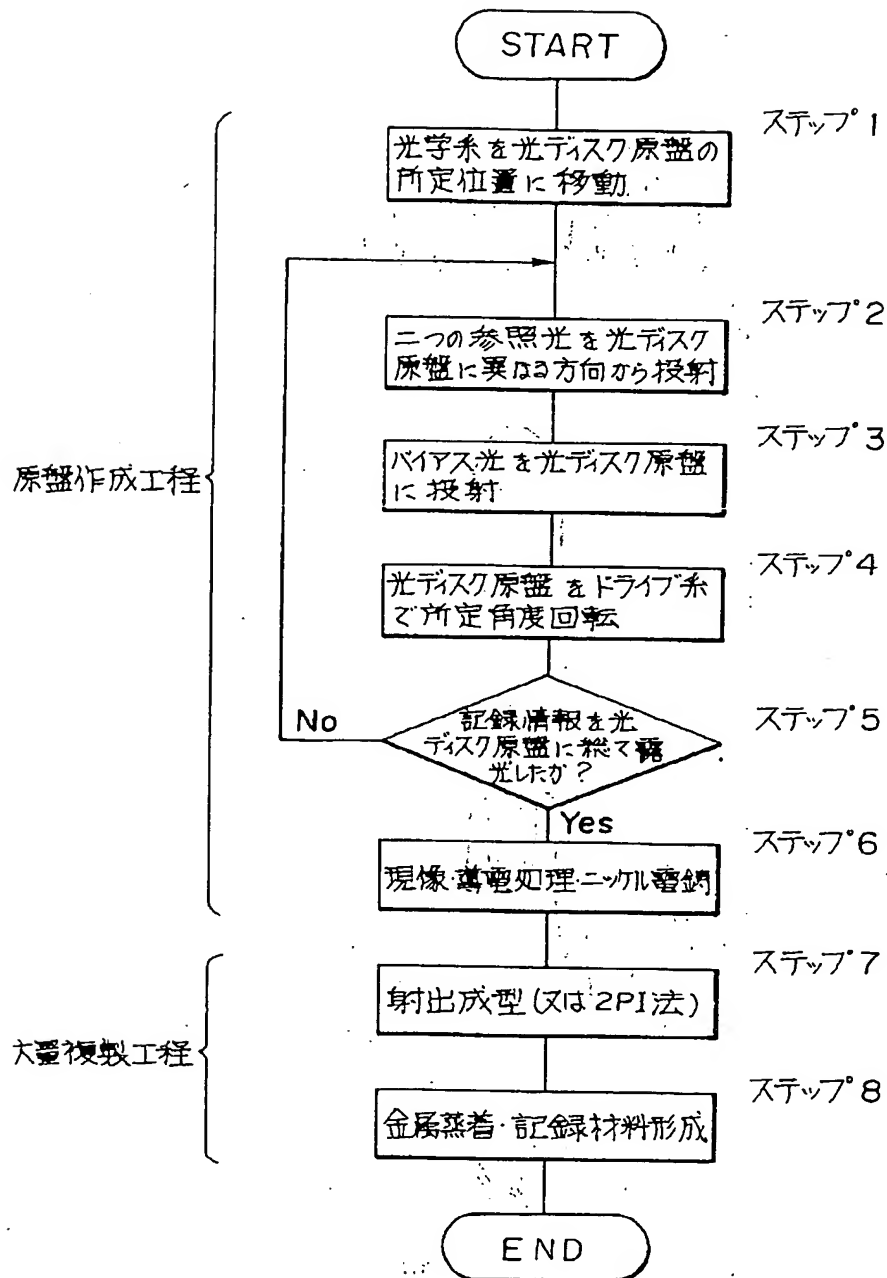 START
ステップ1
光学系を光ディスク原盤の
所定位置に移動
ステップ2
二つの参照光を光ディスク
原盤に異なる方向から投射
ステップ3
バイアス光を光ディスク原盤
に投射
原盤作成工程
ステップ4
光ディスク原盤をドライブ系
で所定角度回転
ステップ5
No
記録情報を光
ディスク原盤に総て露
光したか?
Yes
ステップ6
現像・導電処理・ニッケル電鋳
ステップ7
射出成型(又は2PI法)
大量複製工程
ステップ8
金属蒸着・記録材料形成
END